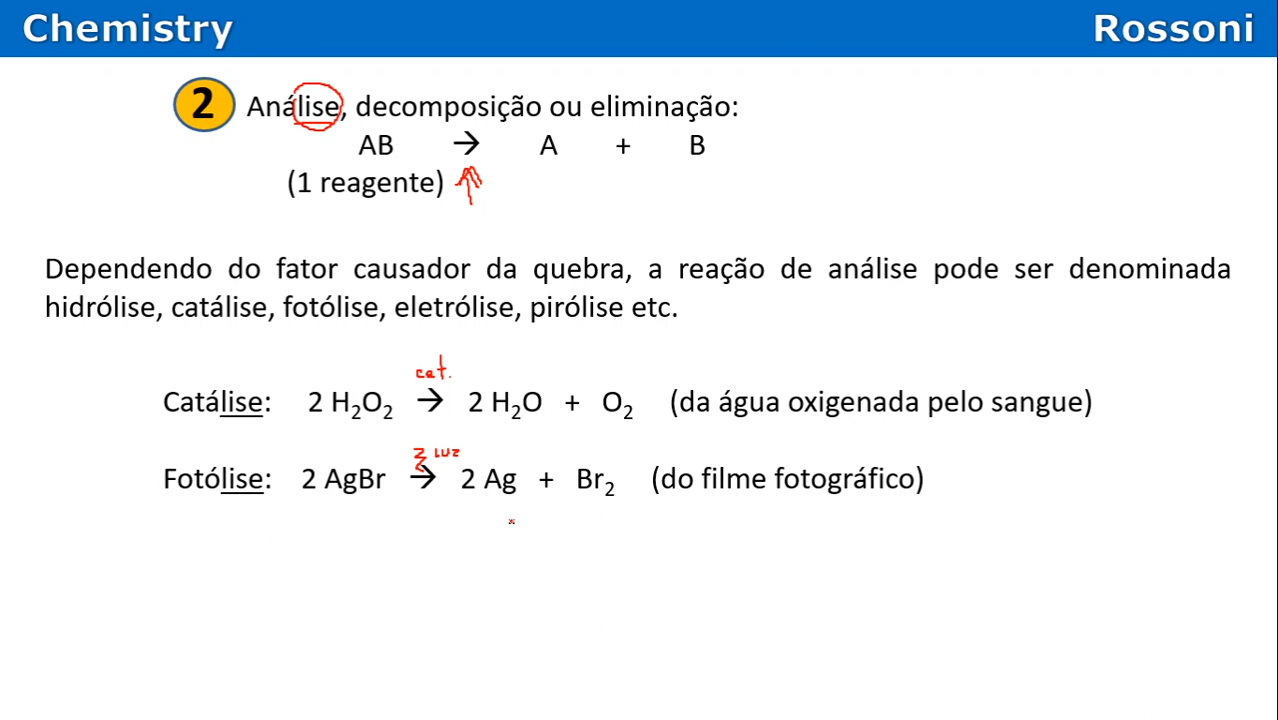 Chemistry Rossoni
2 Análise, decomposição ou eliminação:
AB → A + B
(1 reagente)
Dependendo do fator causador da quebra, a reação de análise pode ser denominada
hidrólise, catálise, fotólise, eletrólise, pirólise etc.
cat.
Catálise: 2 H₂O₂ → 2 H₂O + O₂ (da água oxigenada pelo sangue)
luz
Fotólise: 2 AgBr → 2 Ag + Br₂ (do filme fotográfico)